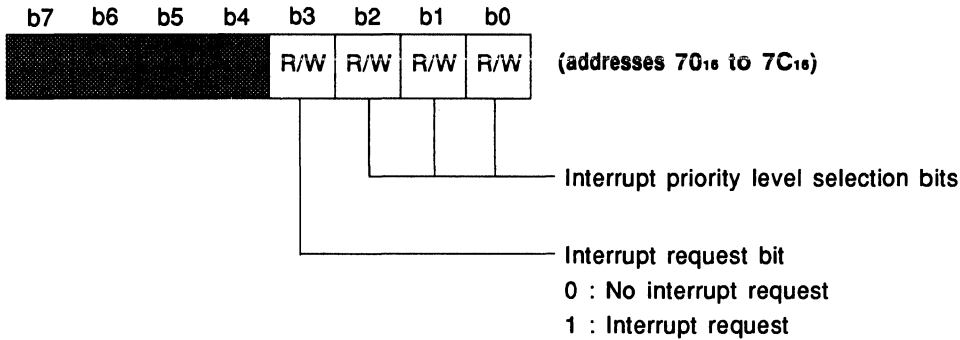 b7 b6 b5 b4 b3 b2 b1 b0
R/W R/W R/W R/W (addresses 70₁₆ to 7C₁₆)
Interrupt priority level selection bits
Interrupt request bit
0 : No interrupt request
1 : Interrupt request